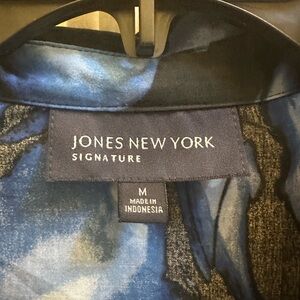 JONES NEW YORK
SIGNATURE
M
MADE IN
INDONESIA